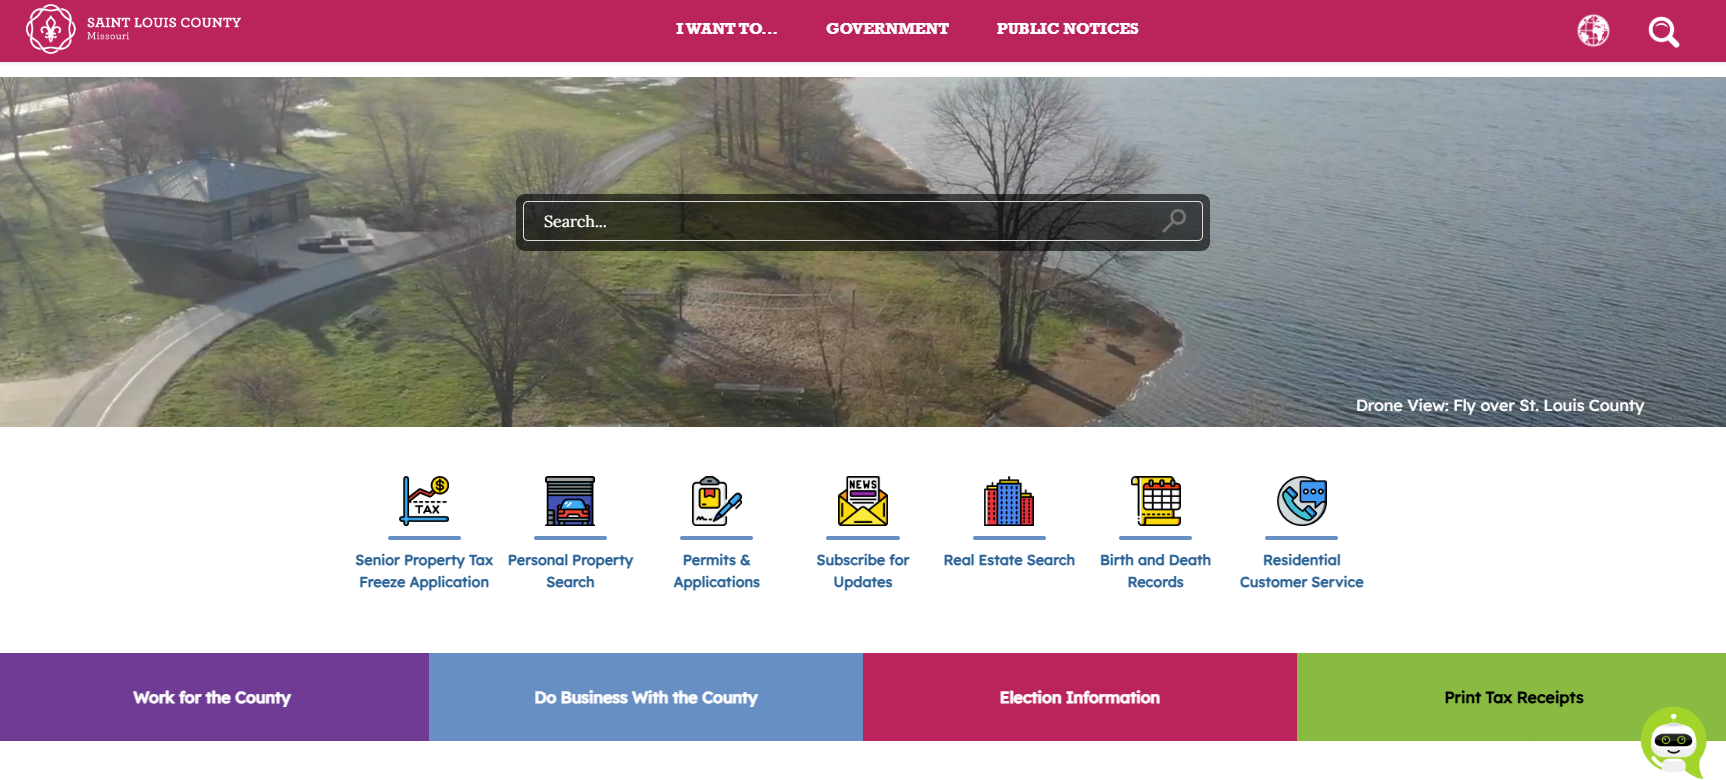 SAINT LOUIS COUNTY
Missouri
I WANT TO...
GOVERNMENT
PUBLIC NOTICES
Search...
Drone View: Fly over St. Louis County
TAX
NEWS
Senior Property Tax
Freeze Application
Personal Property
Search
Permits &
Applications
Subscribe for
Updates
Real Estate Search
Birth and Death
Records
Residential
Customer Service
Work for the County
Do Business With the County
Election Information
Print Tax Receipts